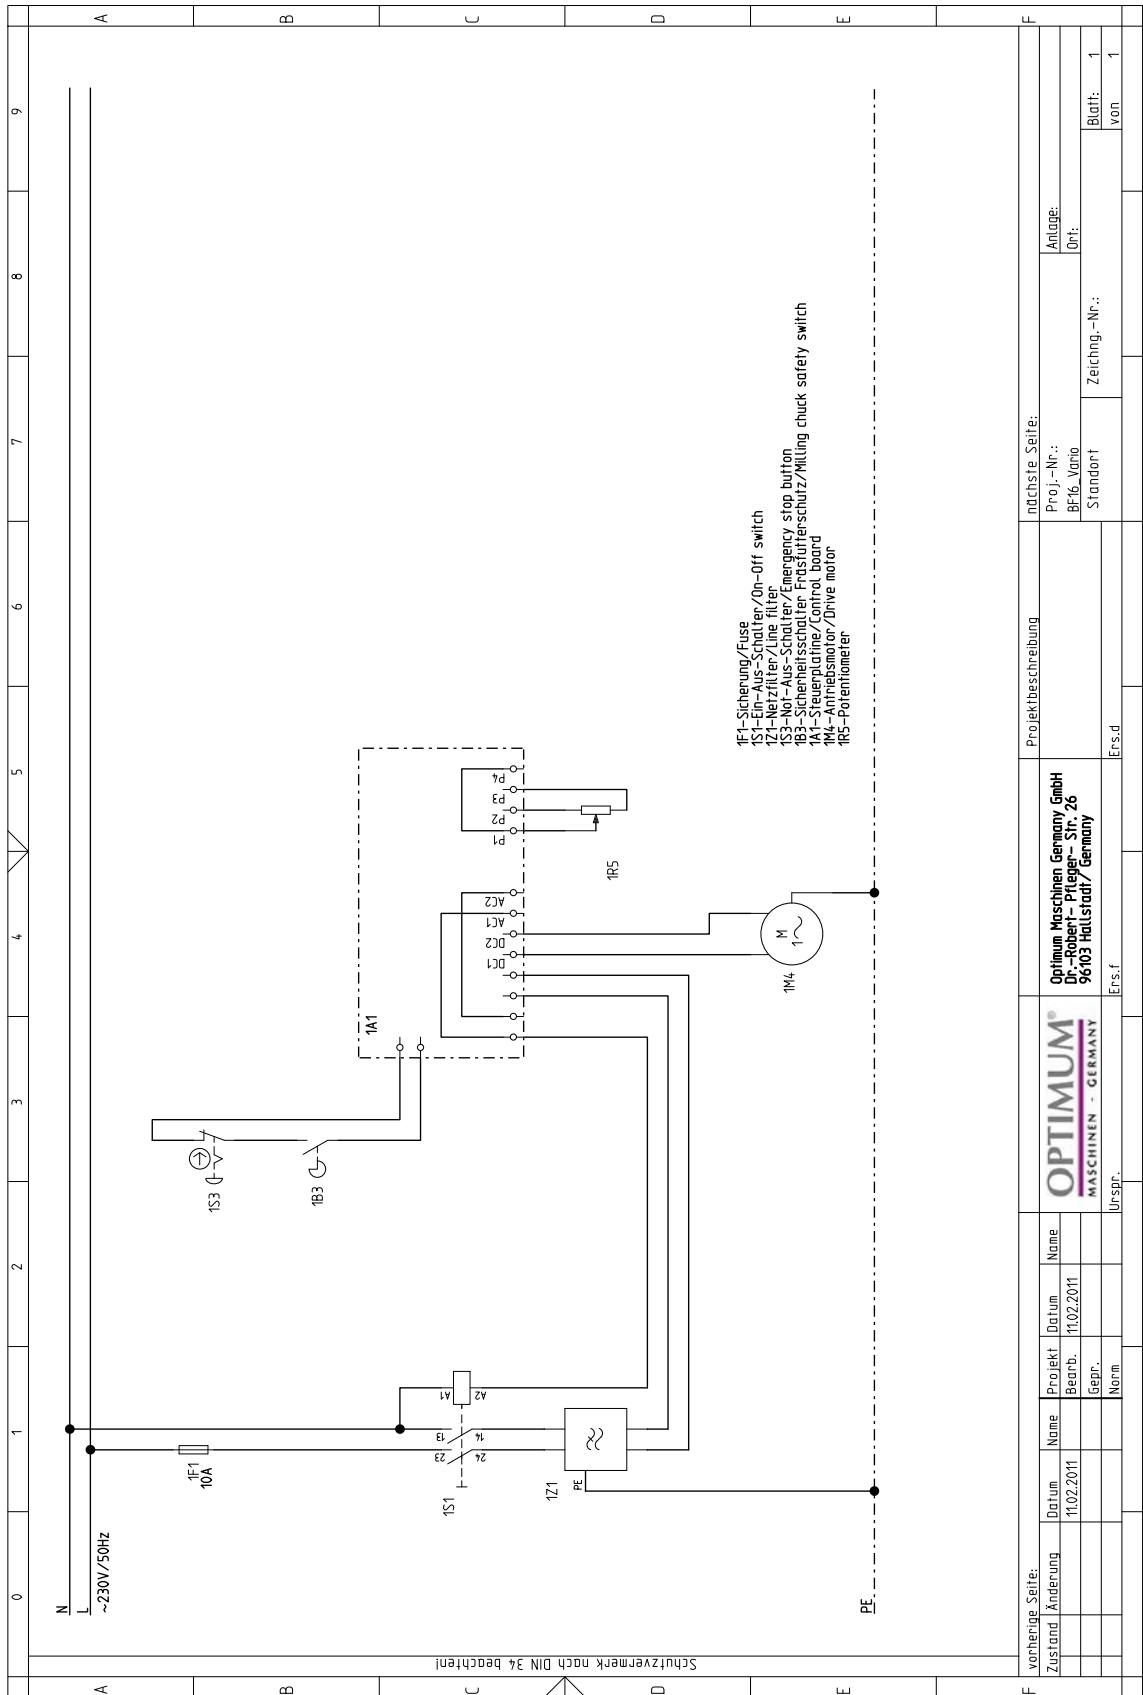 0 1 2 3 4 5 6 7 8 9
A
A
B
B
C
C
D
D
E
E
F
F
N
L
~230V/50Hz
1F1
10A
1S3
1B3
1A1
A1
A2
13
14
23
24
1S1
1Z1
PE
DC1
DC2
AC1
AC2
P1
P2
P3
P4
1R5
M
1~
1M4
1F1-Sicherung/Fuse
1S1-Ein-Aus-Schalter/On-Off switch
1Z1-Netzfilter/Line filter
1S3-Not-Aus-Schalter/Emergency stop button
1B3-Sicherheitsschalter Fräsfutterschutz/Milling chuck safety switch
1A1-Steuerplatine/Control board
1M4-Antriebsmotor/Drive motor
1R5-Potentiometer
PE
Schutzvermerk nach DIN 34 beachten!
vorherige Seite:
Projektbeschreibung
nächste Seite:
Zustand Änderung Datum Name Projekt Datum Name
11.02.2011 Bearb. 11.02.2011
Gepr.
Norm
OPTIMUM®
MASCHINEN - GERMANY
Urspr.
Optimum Maschinen Germany GmbH
Dr.-Robert- Pfleger- Str. 26
96103 Hallstadt/ Germany
Ers.f
Ers.d
Proj.-Nr.:
BF16_Vario
Anlage:
Ort:
Standort
Zeichng.-Nr.:
Blatt: 1
von 1